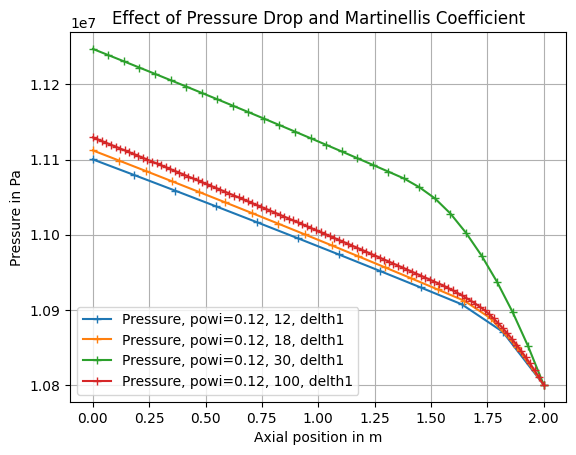 Effect of Pressure Drop and Martinellis Coefficient
1e7
1.12
1.11
1.10
1.09
1.08
Pressure in Pa
Pressure, powi=0.12, 12, delth1
Pressure, powi=0.12, 18, delth1
Pressure, powi=0.12, 30, delth1
Pressure, powi=0.12, 100, delth1
0.00 0.25 0.50 0.75 1.00 1.25 1.50 1.75 2.00
Axial position in m